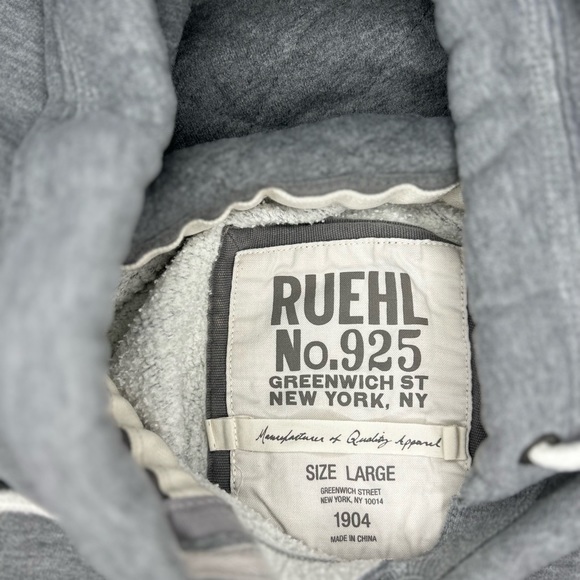 RUEHL
No.925
GREENWICH ST
NEW YORK, NY
Manufacturer of Quality Apparel
SIZE LARGE
GREENWICH STREET
NEW YORK, NY 10014
1904
MADE IN CHINA